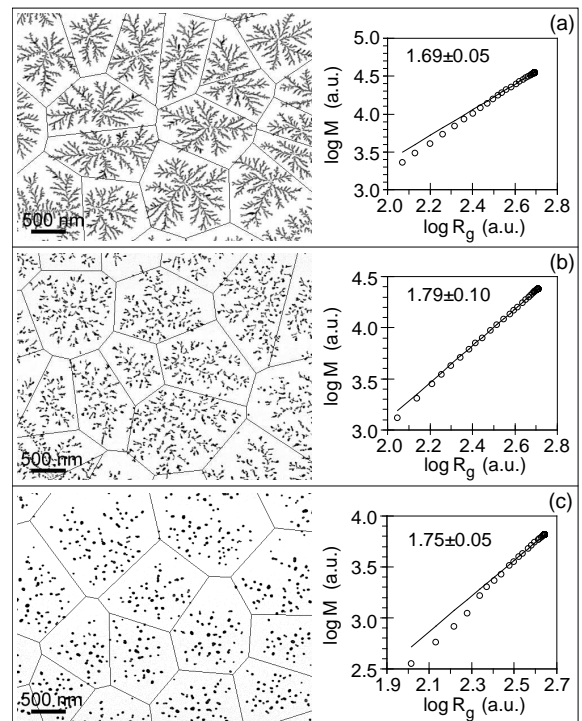 (a)
500 nm
1.69±0.05
log M (a.u.)
5.0
4.5
4.0
3.5
3.0
2.0 2.2 2.4 2.6 2.8
log Rg (a.u.)
(b)
500 nm
1.79±0.10
log M (a.u.)
4.5
4.0
3.5
3.0
2.0 2.2 2.4 2.6 2.8
log Rg (a.u.)
(c)
500 nm
1.75±0.05
log M (a.u.)
4.0
3.5
3.0
2.5
1.9 2.1 2.3 2.5 2.7
log Rg (a.u.)